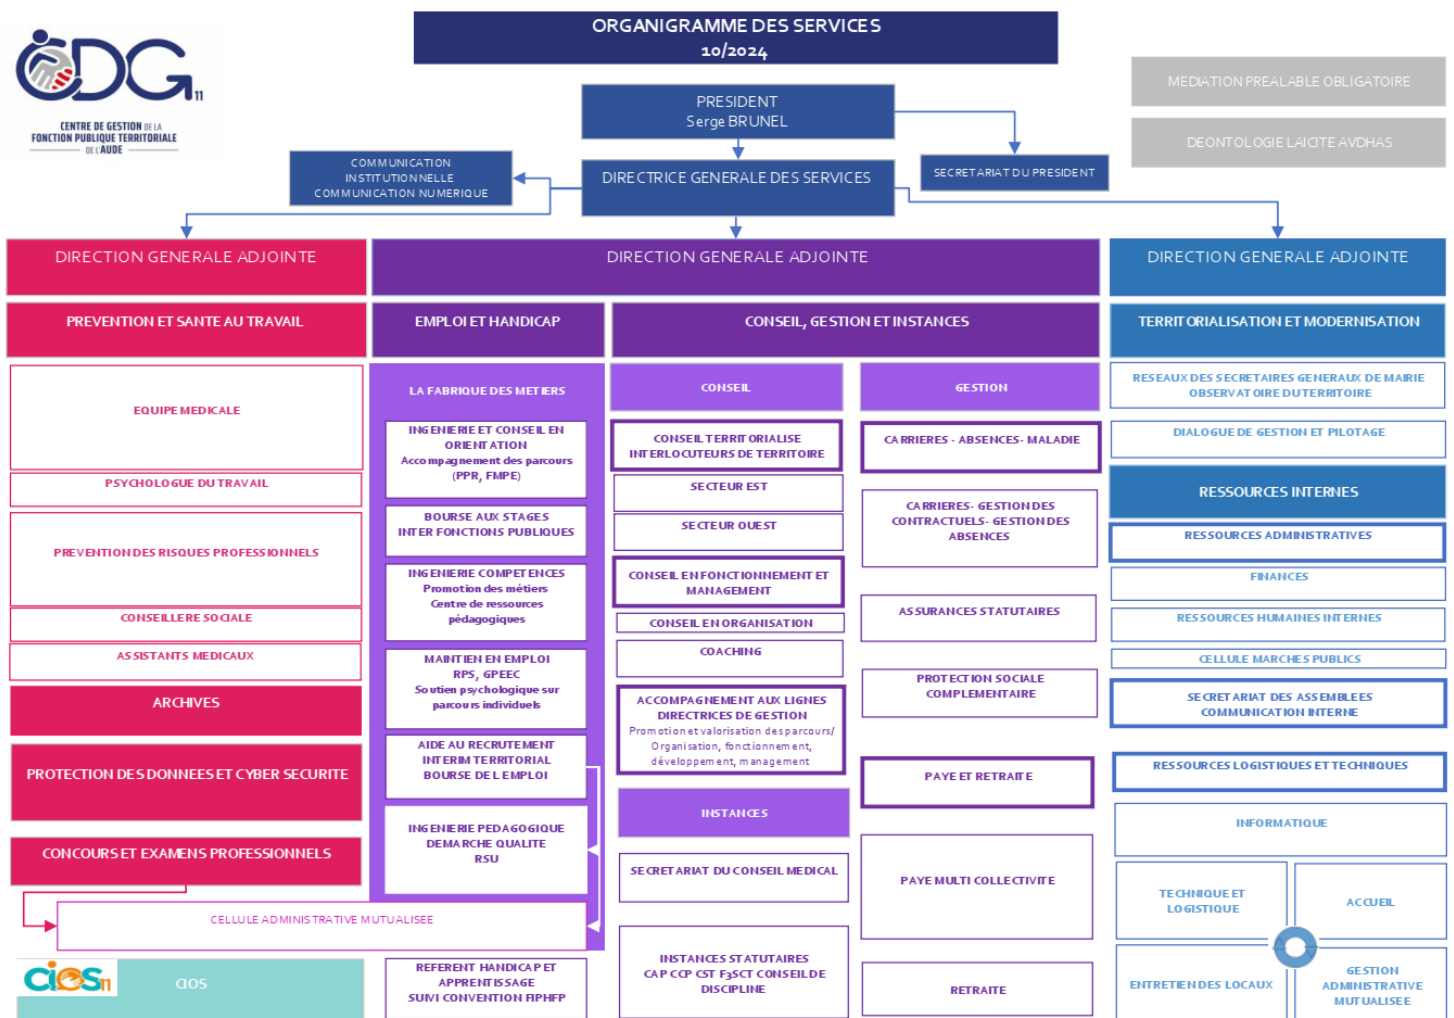 ORGANIGRAMME DES SERVICES
10/2024
CDG 11
CENTRE DE GESTION DE LA
FONCTION PUBLIQUE TERRITORIALE
DE L'AUDE
MEDIATION PREALABLE OBLIGATOIRE
DEONTOLOGIE LAICITE AVDHAS
PRESIDENT
Serge BRUNEL
COMMUNICATION
INSTITUTIONNELLE
COMMUNICATION NUMERIQUE
DIRECTRICE GENERALE DES SERVICES
SECRETARIAT DU PRESIDENT
DIRECTION GENERALE ADJOINTE
PREVENTION ET SANTE AU TRAVAIL
EQUIPE MEDICALE
PSYCHOLOGUE DU TRAVAIL
PREVENTION DES RISQUES PROFESSIONNELS
CONSEILLERE SOCIALE
ASSISTANTS MEDICAUX
ARCHIVES
PROTECTION DES DONNEES ET CYBER SECURITE
CONCOURS ET EXAMENS PROFESSIONNELS
CELLULE ADMINISTRATIVE MUTUALISEE
CIOS 11
CIOS
DIRECTION GENERALE ADJOINTE
EMPLOI ET HANDICAP
LA FABRIQUE DES METIERS
INGENIERIE ET CONSEIL EN
ORIENTATION
Accompagnement des parcours
(PPR, FMPE)
BOURSE AUX STAGES
INTER FONCTIONS PUBLIQUES
INGENIERIE COMPETENCES
Promotion des métiers
Centre de ressources
pédagogiques
MAINTIEN EN EMPLOI
RPS, GPEEC
Soutien psychologique sur
parcours individuels
AIDE AU RECRUTEMENT
INTERIM TERRITORIAL
BOURSE DE L EMPLOI
INGENIERIE PEDAGOGIQUE
DEMARCHE QUALITE
RSU
REFERENT HANDICAP ET
APPRENTISSAGE
SUIVI CONVENTION FIPHFP
CONSEIL, GESTION ET INSTANCES
CONSEIL
CONSEIL TERRITORIALISE
INTERLOCUTEURS DE TERRITOIRE
SECTEUR EST
SECTEUR OUEST
CONSEIL EN FONCTIONNEMENT ET
MANAGEMENT
CONSEIL EN ORGANISATION
COACHING
ACCOMPAGNEMENT AUX LIGNES
DIRECTRICES DE GESTION
Promotion et valorisation des parcours/
Organisation, fonctionnement,
développement, management
INSTANCES
SECRETARIAT DU CONSEIL MEDICAL
INSTANCES STATUTAIRES
CAP CCP CST F3SCT CONSEIL DE
DISCIPLINE
GESTION
CARRIERES - ABSENCES- MALADIE
CARRIERES- GESTION DES
CONTRACTUELS- GESTION DES
ABSENCES
ASSURANCES STATUTAIRES
PROTECTION SOCIALE
COMPLEMENTAIRE
PAYE ET RETRAITE
PAYE MULTI COLLECTIVITE
RETRAITE
DIRECTION GENERALE ADJOINTE
TERRITORIALISATION ET MODERNISATION
RESEAUX DES SECRETAIRES GENERAUX DE MAIRIE
OBSERVATOIRE DU TERRITOIRE
DIALOGUE DE GESTION ET PILOTAGE
RESSOURCES INTERNES
RESSOURCES ADMINISTRATIVES
FINANCES
RESSOURCES HUMAINES INTERNES
CELLULE MARCHES PUBLICS
SECRETARIAT DES ASSEMBLEES
COMMUNICATION INTERNE
RESSOURCES LOGISTIQUES ET TECHNIQUES
INFORMATIQUE
TECHNIQUE ET
LOGISTIQUE
ACCUEIL
ENTRETIEN DES LOCAUX
GESTION
ADMINISTRATIVE
MUTUALISEE